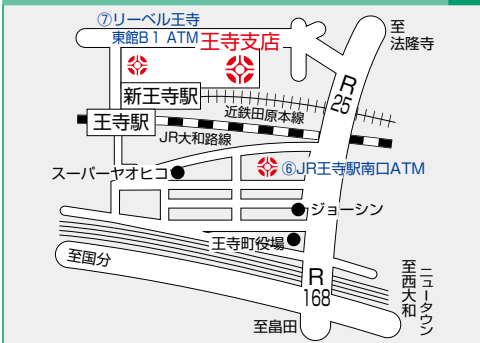 ⑦リーベル王寺
東館B1 ATM
王寺支店
至
法隆寺
新王寺駅
R
25
近鉄田原本線
王寺駅
JR大和路線
スーパーヤオヒコ
⑥JR王寺駅南口ATM
ジョーシン
王寺町役場
至国分
R
168
至畠田
至西大和
ニュータウン